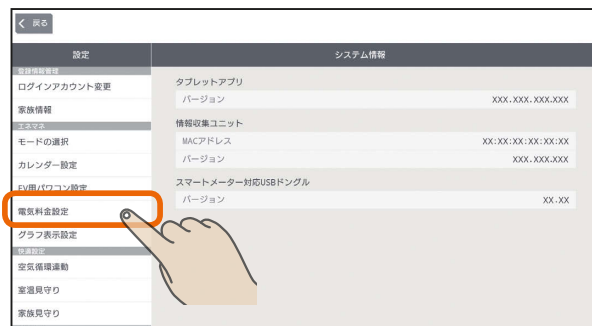 戻る
設定
システム情報
登録情報管理
ログインアカウント変更
家族情報
エネマネ
モードの選択
カレンダー設定
EV用パワコン設定
電気料金設定
グラフ表示設定
快適設定
空気循環連動
室温見守り
家族見守り
タブレットアプリ
バージョン XXX.XXX.XXX.XXX
情報収集ユニット
MACアドレス XX:XX:XX:XX:XX:XX
バージョン XXX.XXX.XXX
スマートメーター対応USBドングル
バージョン XX.XX